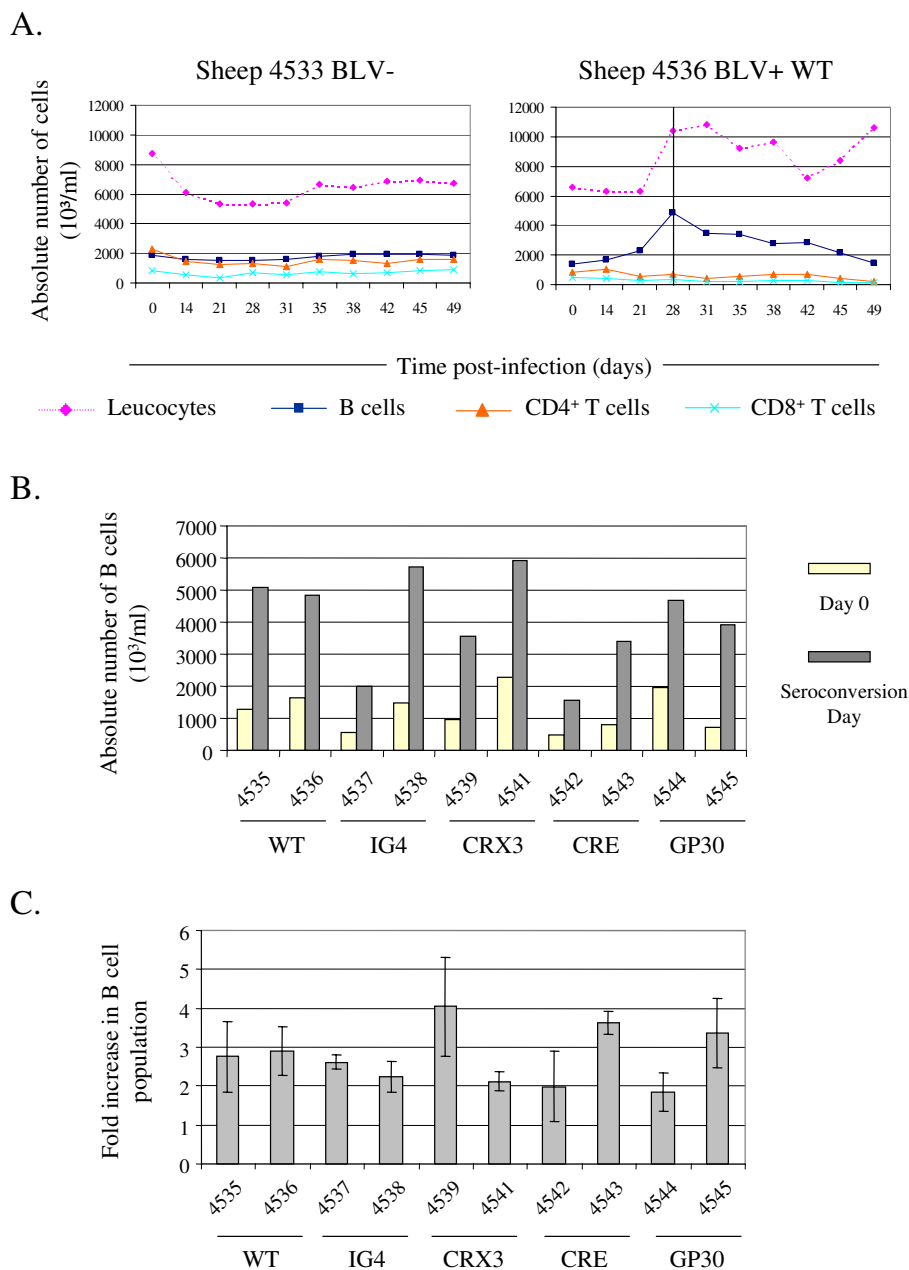 A.
Sheep 4533 BLV-
Sheep 4536 BLV+ WT
Absolute number of cells
(10³/ml)
12000
10000
8000
6000
4000
2000
0
0 14 21 28 31 35 38 42 45 49
12000
10000
8000
6000
4000
2000
0
0 14 21 28 31 35 38 42 45 49
Time post-infection (days)
Leucocytes
B cells
CD4⁺ T cells
CD8⁺ T cells
B.
Absolute number of B cells
(10³/ml)
7000
6000
5000
4000
3000
2000
1000
0
4535 4536 4537 4538 4539 4541 4542 4543 4544 4545
WT IG4 CRX3 CRE GP30
Day 0
Seroconversion
Day
C.
Fold increase in B cell
population
6
5
4
3
2
1
0
4535 4536 4537 4538 4539 4541 4542 4543 4544 4545
WT IG4 CRX3 CRE GP30